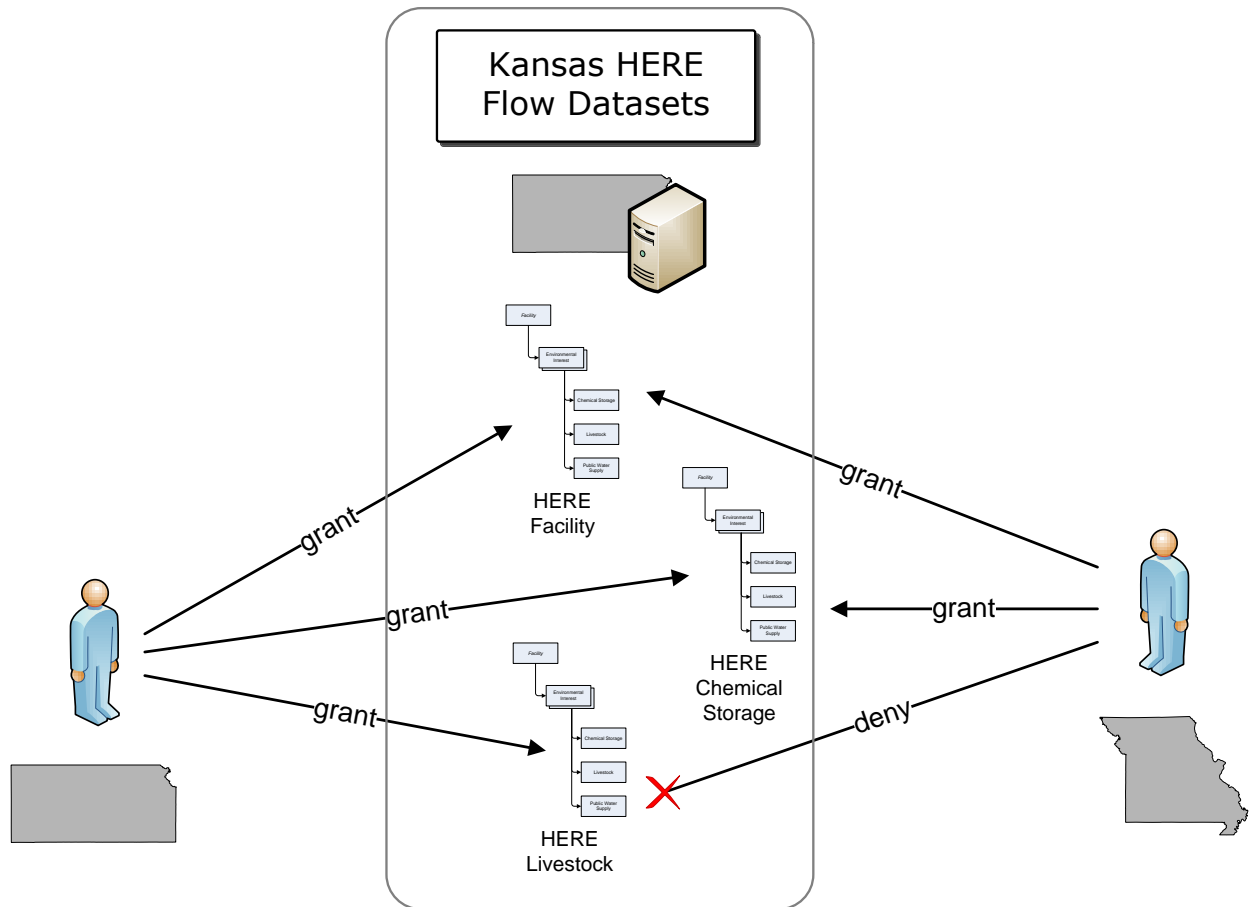 Kansas HERE
Flow Datasets
Facility
Environmental
Interest
Chemical Storage
Livestock
Public Water
Supply
HERE
Facility
grant
grant
Facility
Environmental
Interest
Chemical Storage
Livestock
Public Water
Supply
HERE
Chemical
Storage
grant
grant
Facility
Environmental
Interest
Chemical Storage
Livestock
Public Water
Supply
HERE
Livestock
grant
deny